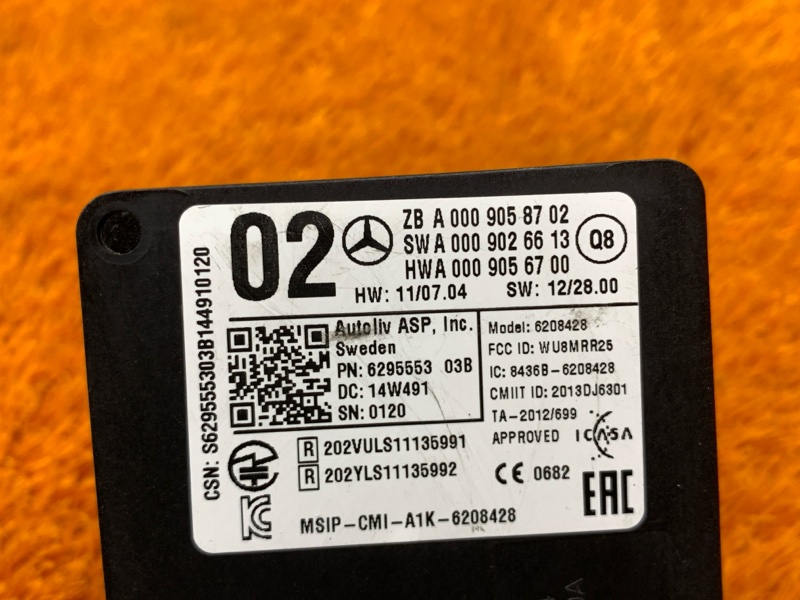 02
ZB A 000 905 87 02
SW A 000 902 66 13
HW A 000 905 67 00
Q8
HW: 11/07.04 SW: 12/28.00
CSN: S629555303B144910120
Autoliv ASP, Inc.
Sweden
PN: 6295553 03B
DC: 14W491
SN: 0120
Model: 6208428
FCC ID: WU8MRR25
IC: 8436B-6208428
CMIIT ID: 2013DJ6301
TA-2012/699
APPROVED ICASA
R 202VULS11135991
R 202YLS11135992
CE 0682
EAC
MSIP-CMI-A1K-6208428